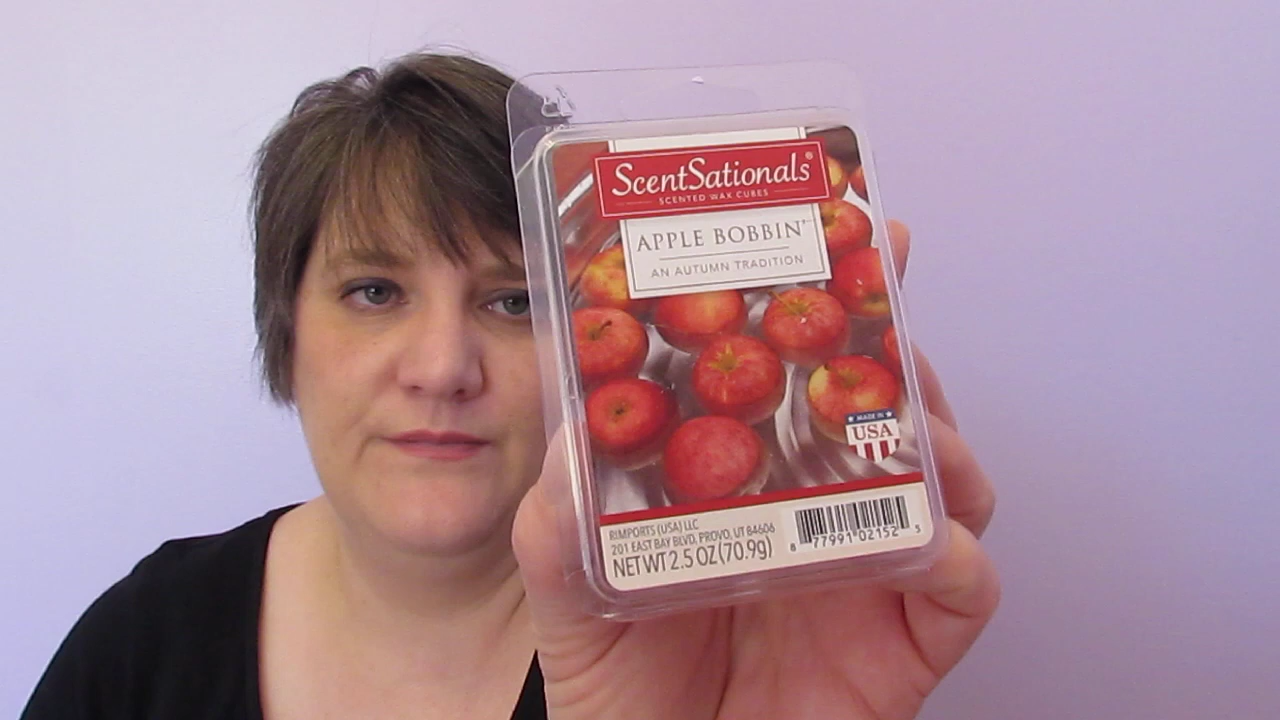 ScentSationals®
SCENTED WAX CUBES
APPLE BOBBIN'
AN AUTUMN TRADITION
MADE IN
USA
RIMPORTS (USA) LLC
201 EAST BAY BLVD, PROVO, UT 84606
NET WT 2.5 OZ (70.9g)
8 77991 02152 5